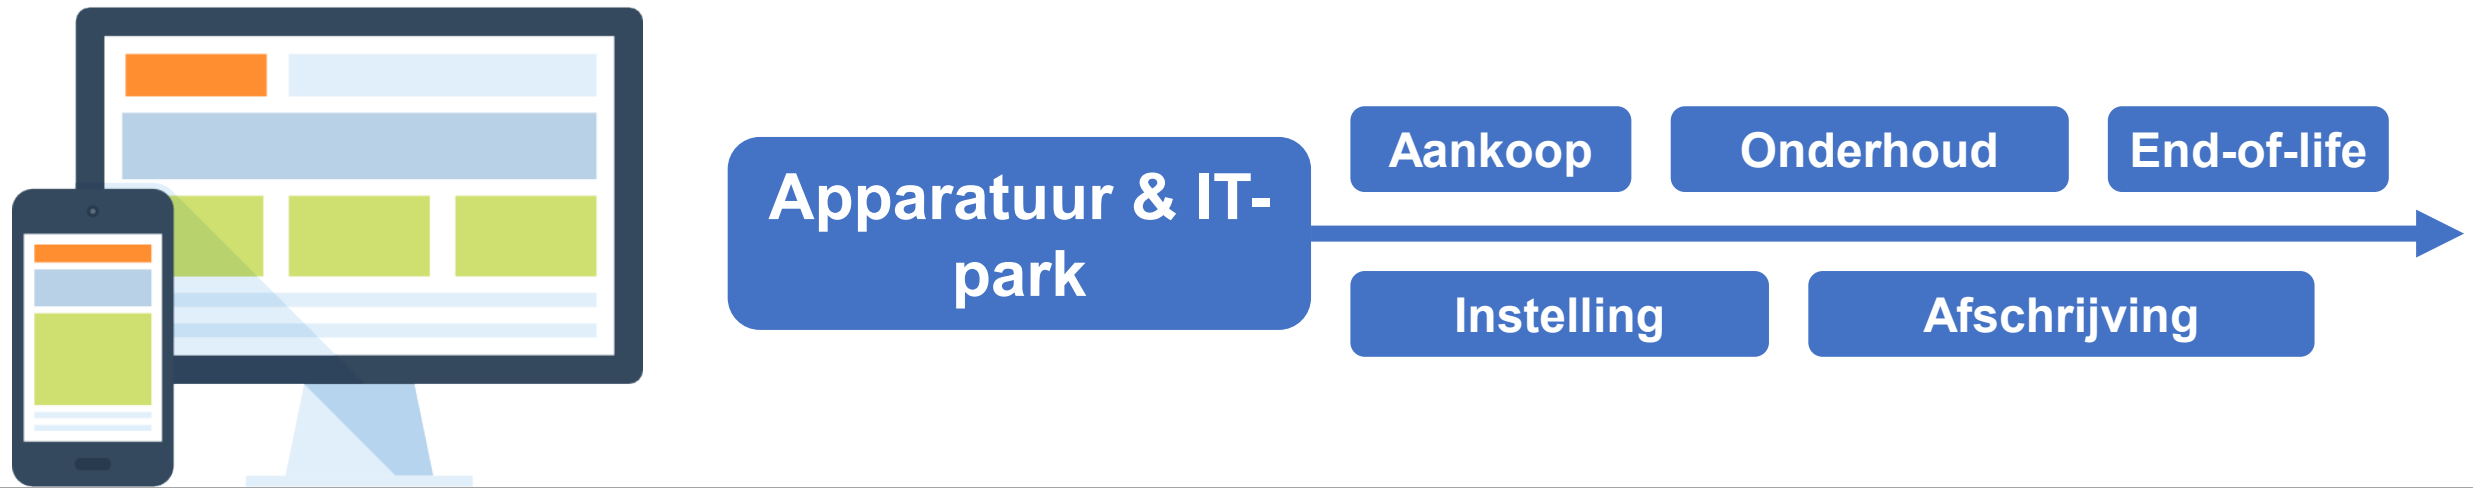 Apparatuur & IT-
park
Aankoop
Onderhoud
End-of-life
Instelling
Afschrijving